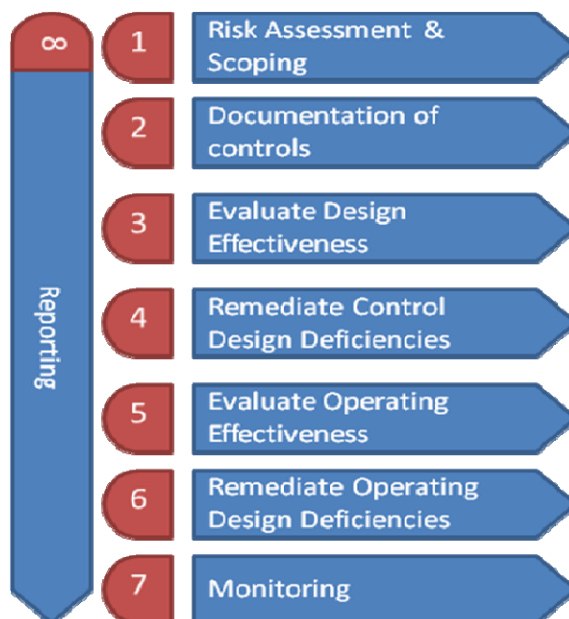 8
Reporting
1
Risk Assessment &
Scoping
2
Documentation of
controls
3
Evaluate Design
Effectiveness
4
Remediate Control
Design Deficiencies
5
Evaluate Operating
Effectiveness
6
Remediate Operating
Design Deficiencies
7
Monitoring